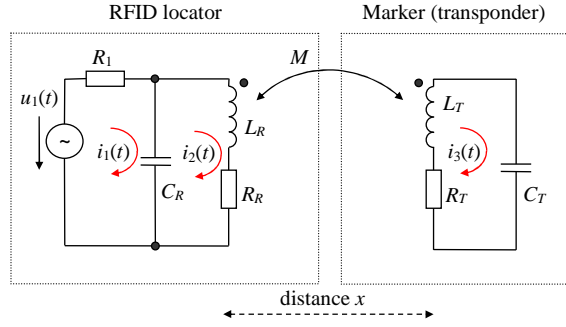 RFID locator
Marker (transponder)
R1
M
u1(t)
~
i1(t)
i2(t)
LR
CR
RR
LT
i3(t)
RT
CT
distance x